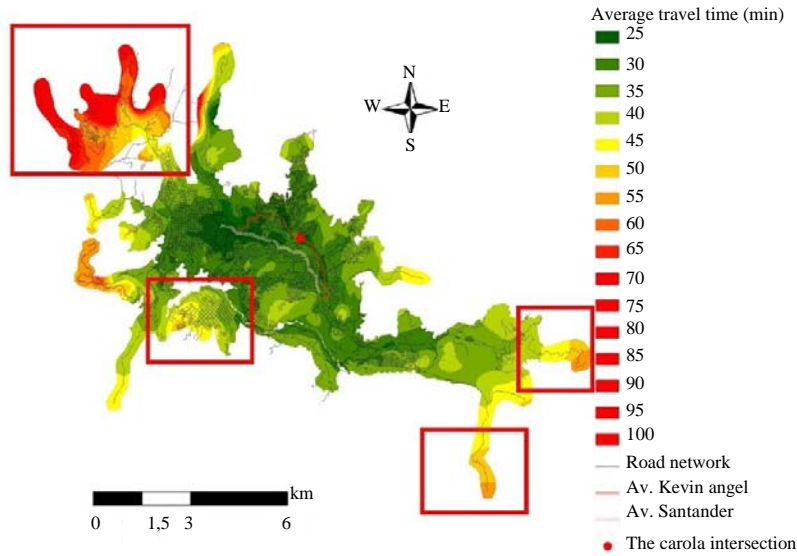 Average travel time (min)
25
30
35
40
45
50
55
60
65
70
75
80
85
90
95
100
Road network
Av. Kevin angel
Av. Santander
The carola intersection
N
W E
S
km
0 1,5 3 6